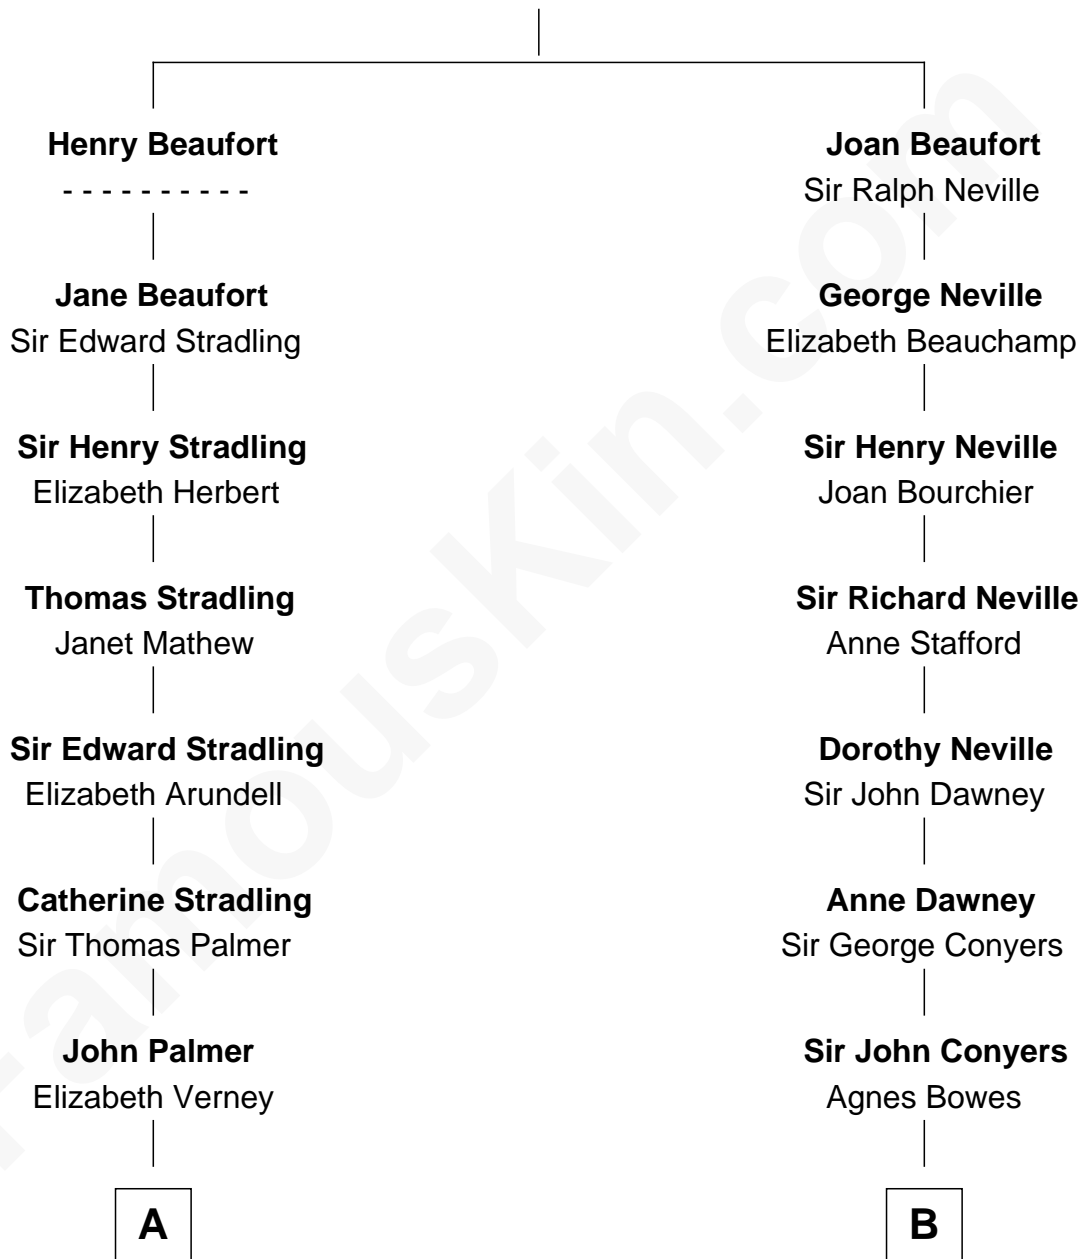 Henry Beaufort
- - - - - - - - - -
Jane Beaufort
Sir Edward Stradling
Sir Henry Stradling
Elizabeth Herbert
Thomas Stradling
Janet Mathew
Sir Edward Stradling
Elizabeth Arundell
Catherine Stradling
Sir Thomas Palmer
John Palmer
Elizabeth Verney
A
Joan Beaufort
Sir Ralph Neville
George Neville
Elizabeth Beauchamp
Sir Henry Neville
Joan Bourchier
Sir Richard Neville
Anne Stafford
Dorothy Neville
Sir John Dawney
Anne Dawney
Sir George Conyers
Sir John Conyers
Agnes Bowes
B
FamousKin.com